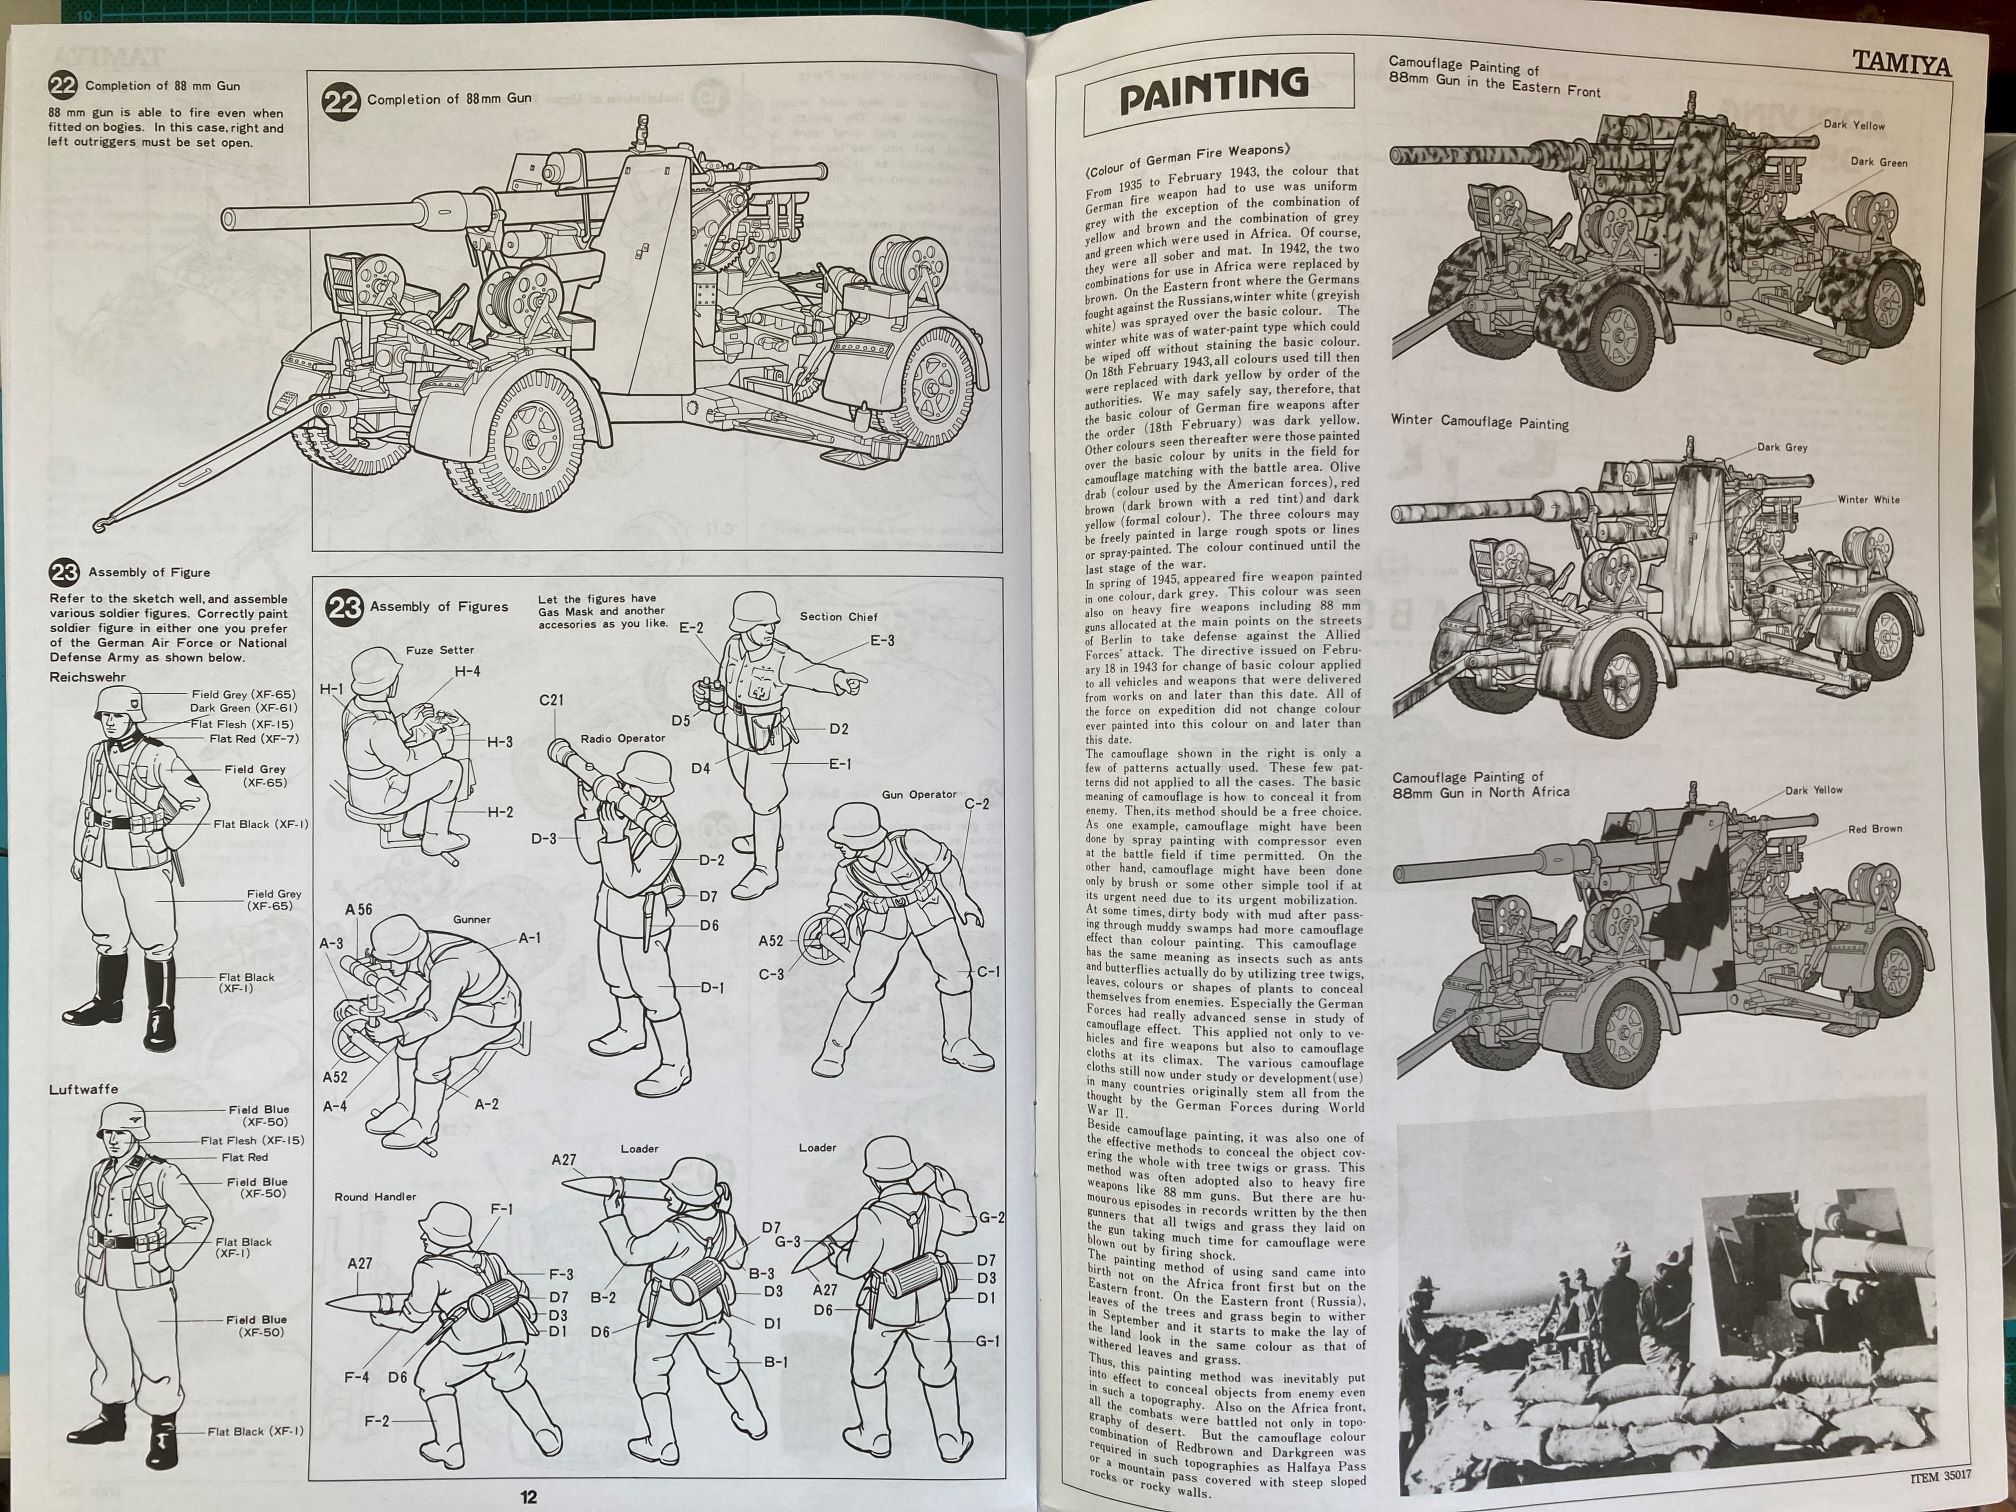 22 Completion of 88 mm Gun
88 mm gun is able to fire even when
fitted on bogies. In this case, right and
left outriggers must be set open.
22 Completion of 88mm Gun
23 Assembly of Figure
Refer to the sketch well, and assemble
various soldier figures. Correctly paint
soldier figure in either one you prefer
of the German Air Force or National
Defense Army as shown below.
Reichswehr
Field Grey (XF-65)
Dark Green (XF-61)
Flat Flesh (XF-15)
Flat Red (XF-7)
Field Grey
(XF-65)
Flat Black (XF-1)
Field Grey
(XF-65)
Flat Black
(XF-1)
Luftwaffe
Field Blue
(XF-50)
Flat Flesh (XF-15)
Flat Red
Field Blue
(XF-50)
Flat Black
(XF-1)
Field Blue
(XF-50)
Flat Black (XF-1)
23 Assembly of Figures
Let the figures have
Gas Mask and another
accesories as you like.
Fuze Setter
H-1
H-4
H-3
H-2
Section Chief
E-2
E-3
D5
D2
D4
E-1
C21
Radio Operator
D-3
D-2
D7
D6
D-1
Gun Operator
C-2
A52
C-3
C-1
A56
Gunner
A-3
A-1
A52
A-4
A-2
Round Handler
F-1
A27
F-3
D7
D3
D1
F-4
D6
F-2
Loader
A27
D7
B-3
B-2
D3
D6
D1
B-1
Loader
G-2
G-3
D7
D3
A27
D1
D6
G-1
12
PAINTING
〈Colour of German Fire Weapons〉
From 1935 to February 1943, the colour that
German fire weapon had to use was uniform
grey with the exception of the combination of
yellow and brown and the combination of grey
and green which were used in Africa. Of course,
they were all sober and mat. In 1942, the two
combinations for use in Africa were replaced by
brown. On the Eastern front where the Germans
fought against the Russians, winter white (greyish
white) was sprayed over the basic colour. The
winter white was of water-paint type which could
be wiped off without staining the basic colour.
On 18th February 1943, all colours used till then
were replaced with dark yellow by order of the
authorities. We may safely say, therefore, that
the basic colour of German fire weapons after
the order (18th February) was dark yellow.
Other colours seen thereafter were those painted
over the basic colour by units in the field for
camouflage matching with the battle area. Olive
drab (colour used by the American forces), red
brown (dark brown with a red tint) and dark
yellow (formal colour). The three colours may
be freely painted in large rough spots or lines
or spray-painted. The colour continued until the
last stage of the war.
In spring of 1945, appeared fire weapon painted
in one colour, dark grey. This colour was seen
also on heavy fire weapons including 88 mm
guns allocated at the main points on the streets
of Berlin to take defense against the Allied
Forces' attack. The directive issued on Febru-
ary 18 in 1943 for change of basic colour applied
to all vehicles and weapons that were delivered
from works on and later than this date. All of
the force on expedition did not change colour
ever painted into this colour on and later than
this date.
The camouflage shown in the right is only a
few of patterns actually used. These few pat-
terns did not applied to all the cases. The basic
meaning of camouflage is how to conceal it from
enemy. Then, its method should be a free choice.
As one example, camouflage might have been
done by spray painting with compressor even
at the battle field if time permitted. On the
other hand, camouflage might have been done
only by brush or some other simple tool if at
its urgent need due to its urgent mobilization.
At some times, dirty body with mud after pass-
ing through muddy swamps had more camouflage
effect than colour painting. This camouflage
has the same meaning as insects such as ants
and butterflies actually do by utilizing tree twigs,
leaves, colours or shapes of plants to conceal
themselves from enemies. Especially the German
Forces had really advanced sense in study of
camouflage effect. This applied not only to ve-
hicles and fire weapons but also to camouflage
cloths at its climax. The various camouflage
cloths still now under study or development (use)
in many countries originally stem all from the
thought by the German Forces during World
War II.
Beside camouflage painting, it was also one of
the effective methods to conceal the object cov-
ering the whole with tree twigs or grass. This
method was often adopted also to heavy fire
weapons like 88 mm guns. But there are hu-
mourous episodes in records written by the then
gunners that all twigs and grass they laid on
the gun taking much time for camouflage were
blown out by firing shock.
The painting method of using sand came into
birth not on the Africa front first but on the
Eastern front. On the Eastern front (Russia),
leaves of the trees and grass begin to wither
in September and it starts to make the lay of
the land look in the same colour as that of
withered leaves and grass.
Thus, this painting method was inevitably put
into effect to conceal objects from enemy even
in such a topography. Also on the Africa front,
all the combats were battled not only in topo-
graphy of desert. But the camouflage colour
combination of Redbrown and Darkgreen was
required in such topographies as Halfaya Pass
or a mountain pass covered with steep sloped
rocks or rocky walls.
TAMIYA
Camouflage Painting of
88mm Gun in the Eastern Front
Dark Yellow
Dark Green
Winter Camouflage Painting
Dark Grey
Winter White
Camouflage Painting of
88mm Gun in North Africa
Dark Yellow
Red Brown
ITEM 35017